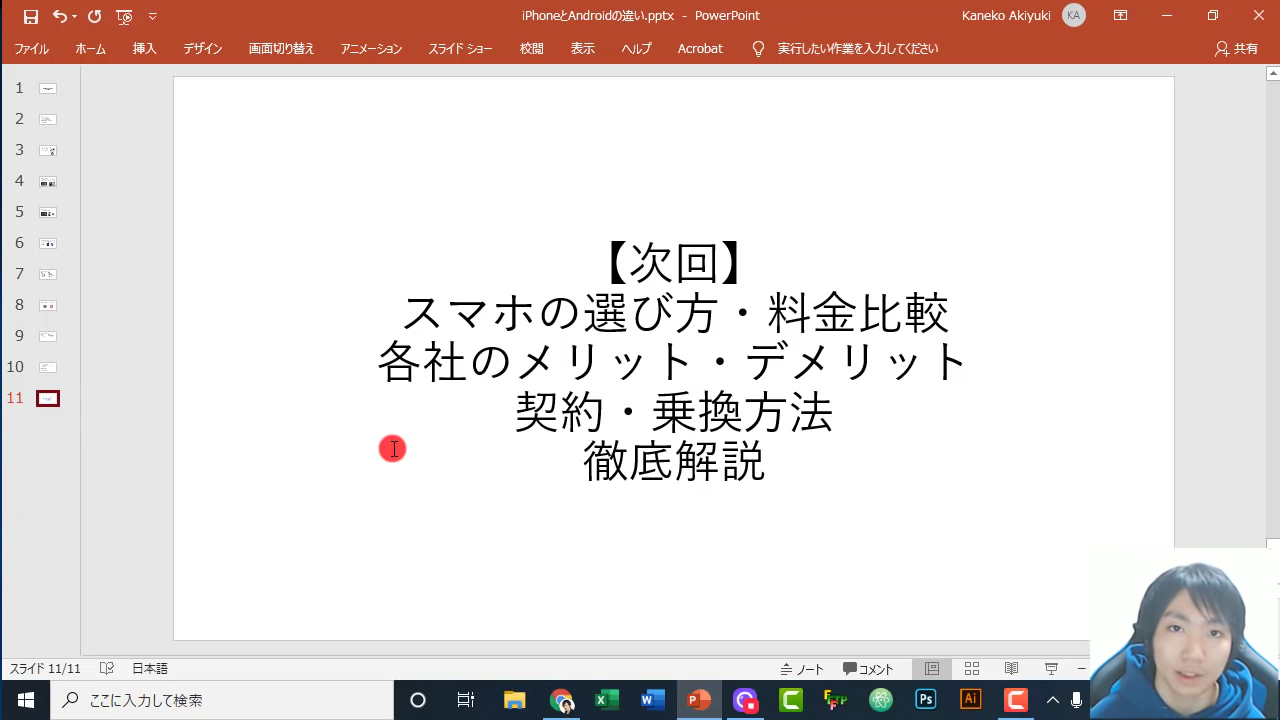 iPhoneとAndroidの違い.pptx - PowerPoint
Kaneko Akiyuki KA
ファイル ホーム 挿入 デザイン 画面切り替え アニメーション スライド ショー 校閲 表示 ヘルプ Acrobat 実行したい作業を入力してください 共有
1
2
3
4
5
6
7
8
9
10
11
【次回】
スマホの選び方・料金比較
各社のメリット・デメリット
契約・乗換方法
徹底解説
スライド 11/11 日本語 ノート コメント
ここに入力して検索